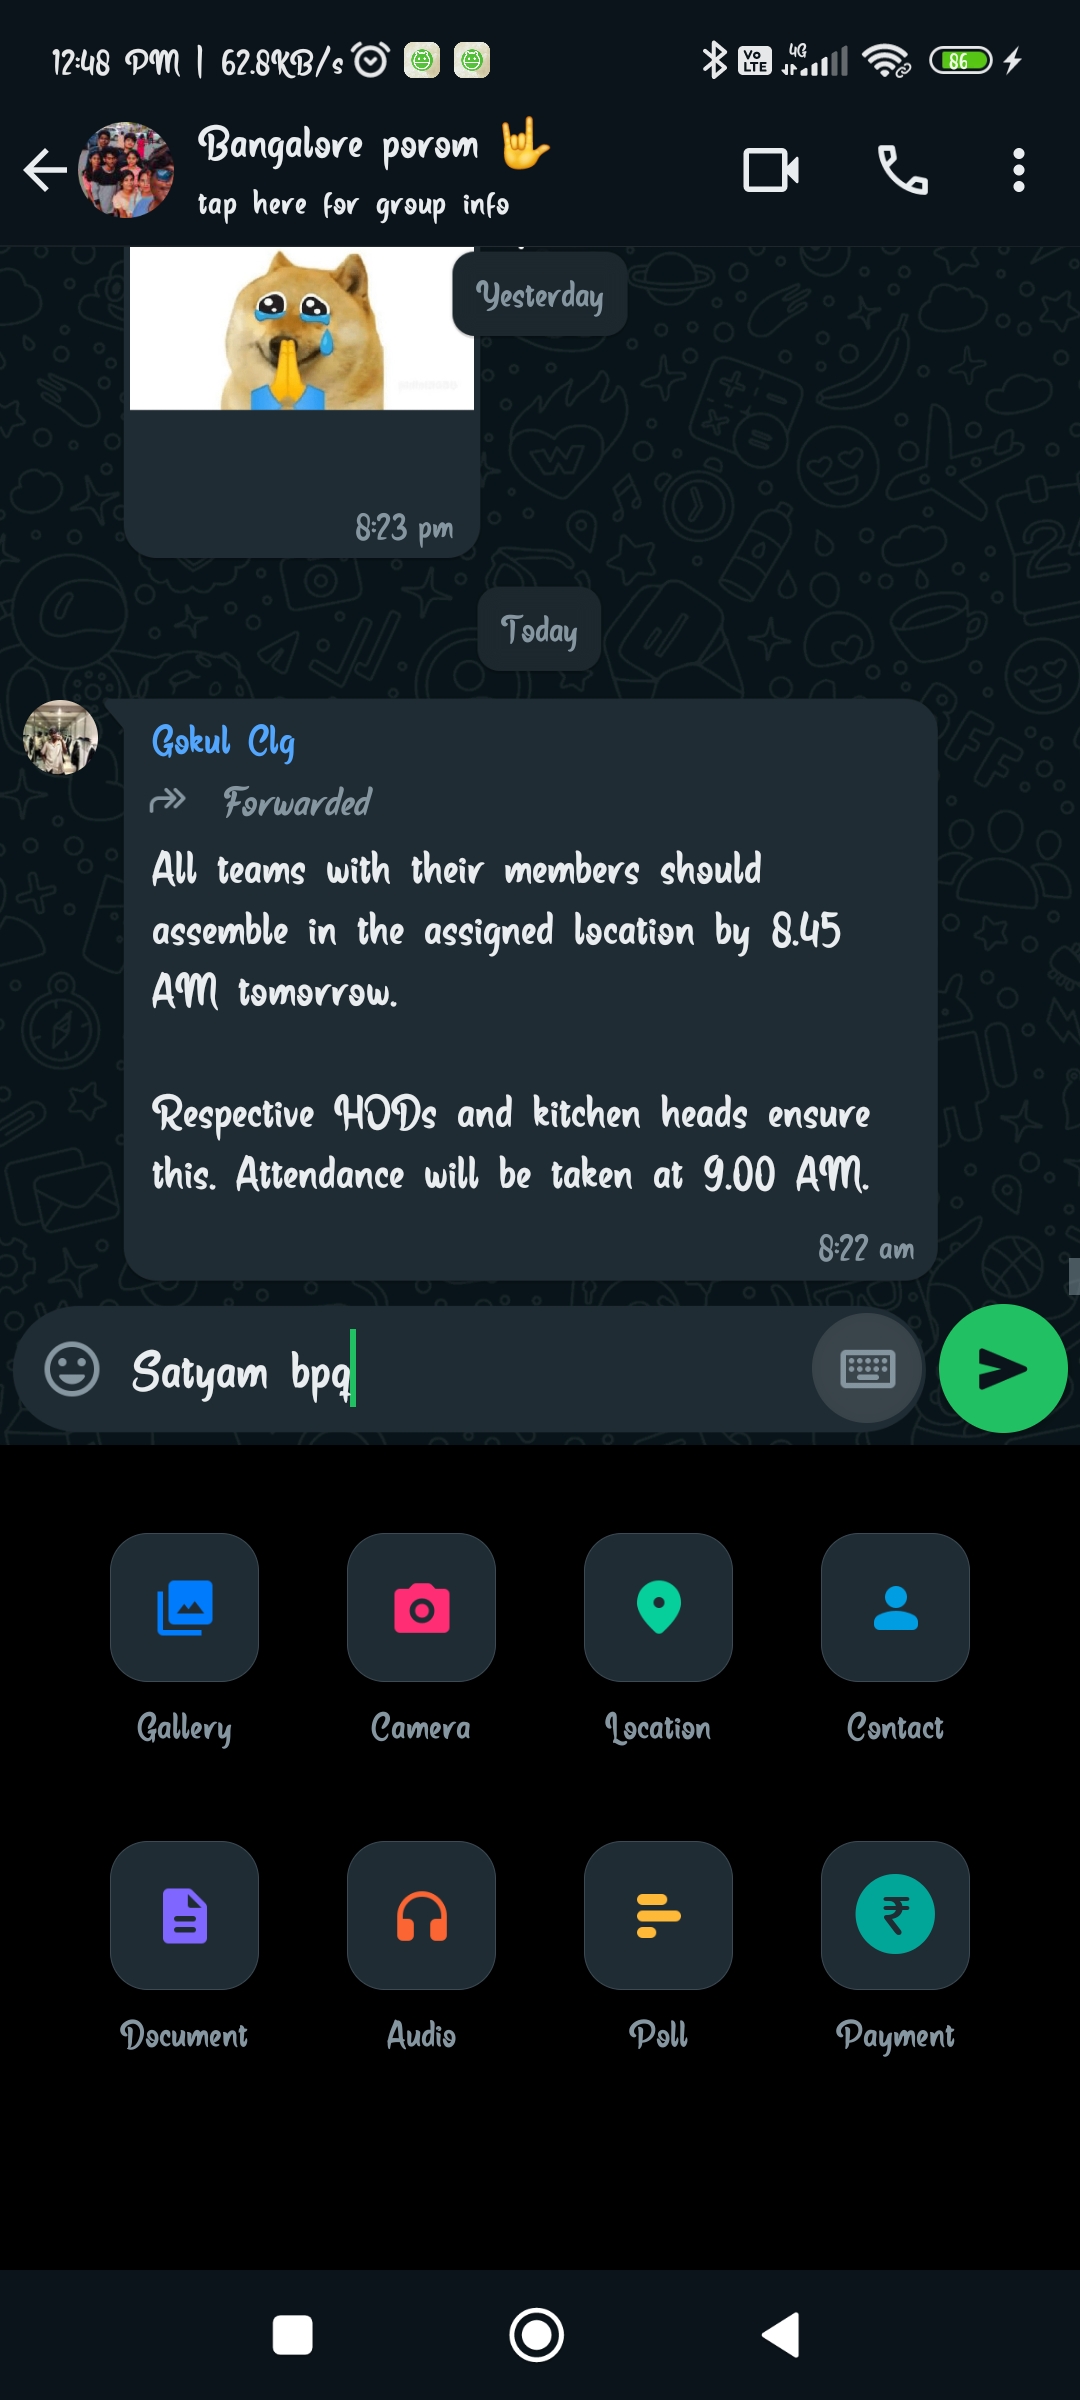 12:48 PM | 62.8KB/s
Vo LTE 4G 86
Bangalore porom 🤟
tap here for group info
Yesterday
8:23 pm
Today
Gokul Clg
Forwarded
All teams with their members should
assemble in the assigned location by 8.45
AM tomorrow.
Respective HODs and kitchen heads ensure
this. Attendance will be taken at 9.00 AM.
8:22 am
Satyam bpq
Gallery Camera Location Contact
Document Audio Poll Payment